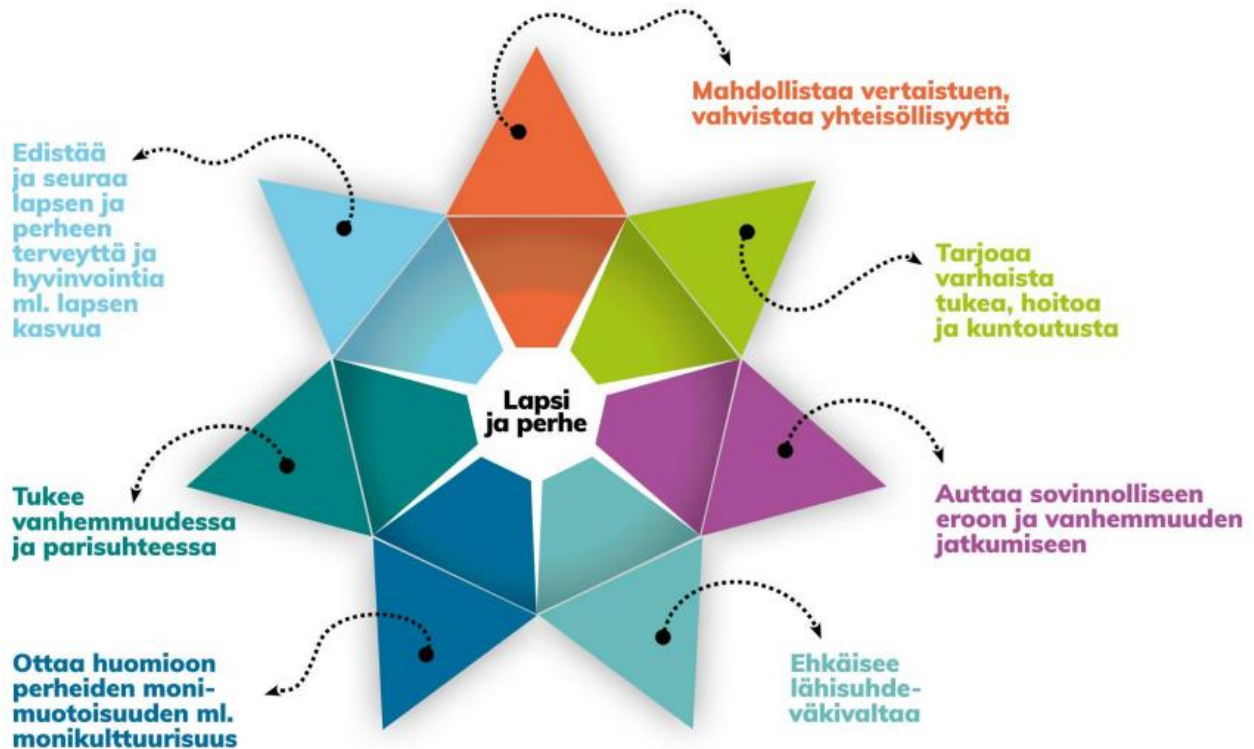 Mahdollistaa vertaistuen,
vahvistaa yhteisöllisyyttä
Edistää
ja seuraa
lapsen ja
perheen
terveyttä ja
hyvinvointia
ml. lapsen
kasvua
Tarjoaa
varhaista
tukea, hoitoa
ja kuntoutusta
Lapsi
ja perhe
Tukee
vanhemmuudessa
ja parisuhteessa
Auttaa sovinnolliseen
eroon ja vanhemmuuden
jatkumiseen
Ottaa huomioon
perheiden moni-
muotoisuuden ml.
monikulttuurisuus
Ehkäisee
lähisuhde-
väkivaltaa